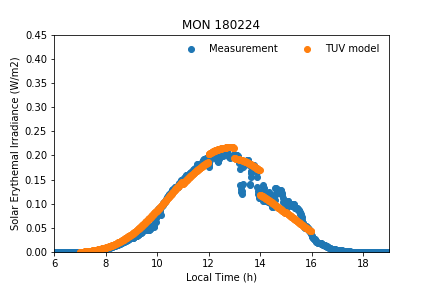 MON 180224
Measurement TUV model
Solar Erythemal Irradiance (W/m2)
0.45
0.40
0.35
0.30
0.25
0.20
0.15
0.10
0.05
0.00
6 8 10 12 14 16 18
Local Time (h)